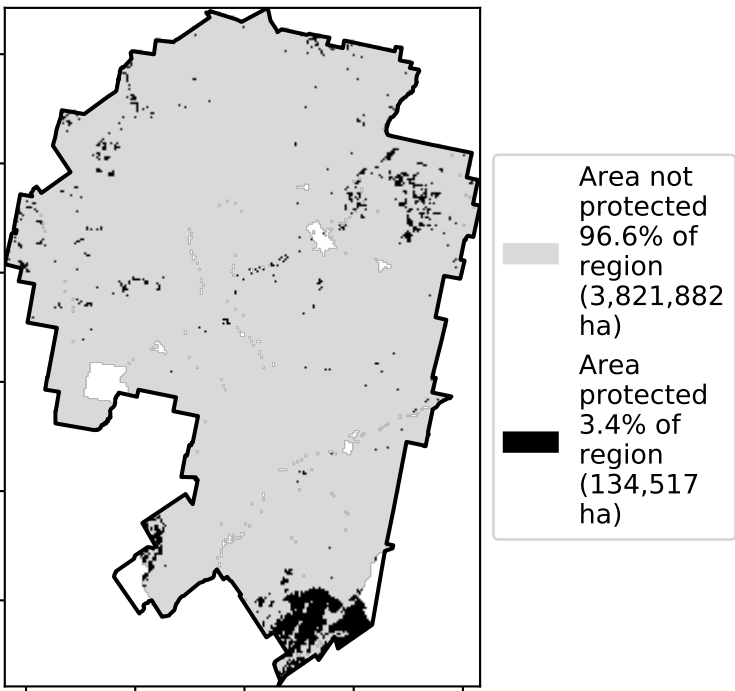 Area not
protected
96.6% of
region
(3,821,882
ha)
Area
protected
3.4% of
region
(134,517
ha)